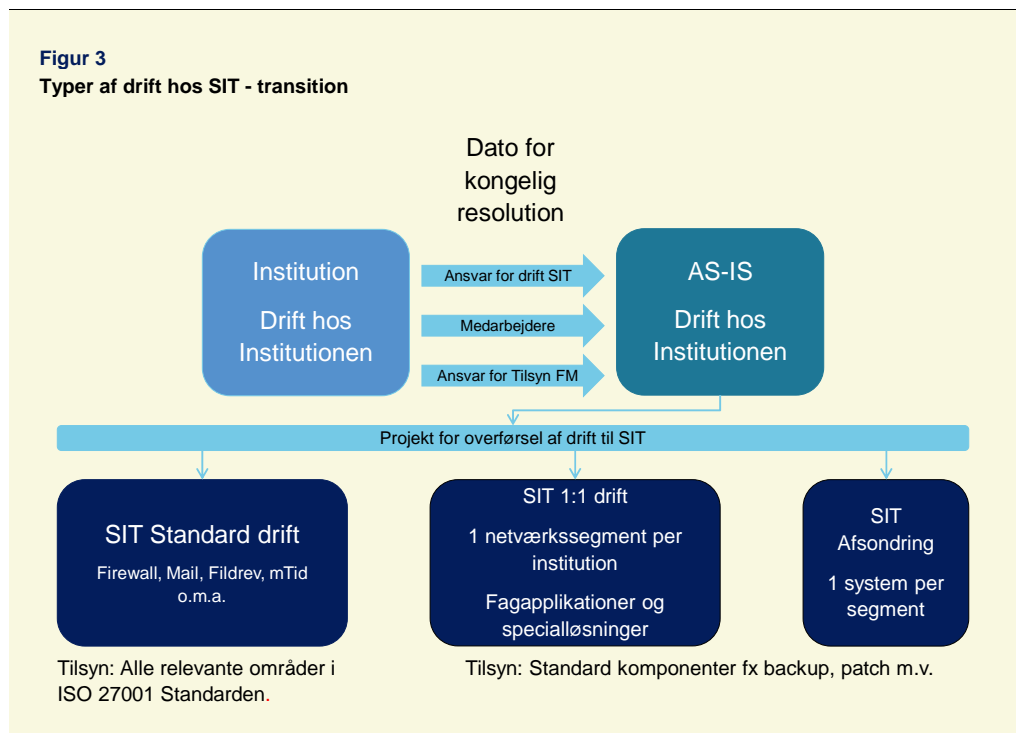 Figur 3
Typer af drift hos SIT - transition
Dato for
kongelig
resolution
Institution
Drift hos
Institutionen
Ansvar for drift SIT
Medarbejdere
Ansvar for Tilsyn FM
AS-IS
Drift hos
Institutionen
Projekt for overførsel af drift til SIT
SIT Standard drift
Firewall, Mail, Fildrev, mTid
o.m.a.
SIT 1:1 drift
1 netværkssegment per
institution
Fagapplikationer og
specialløsninger
SIT
Afsondring
1 system per
segment
Tilsyn: Alle relevante områder i
ISO 27001 Standarden.
Tilsyn: Standard komponenter fx backup, patch m.v.